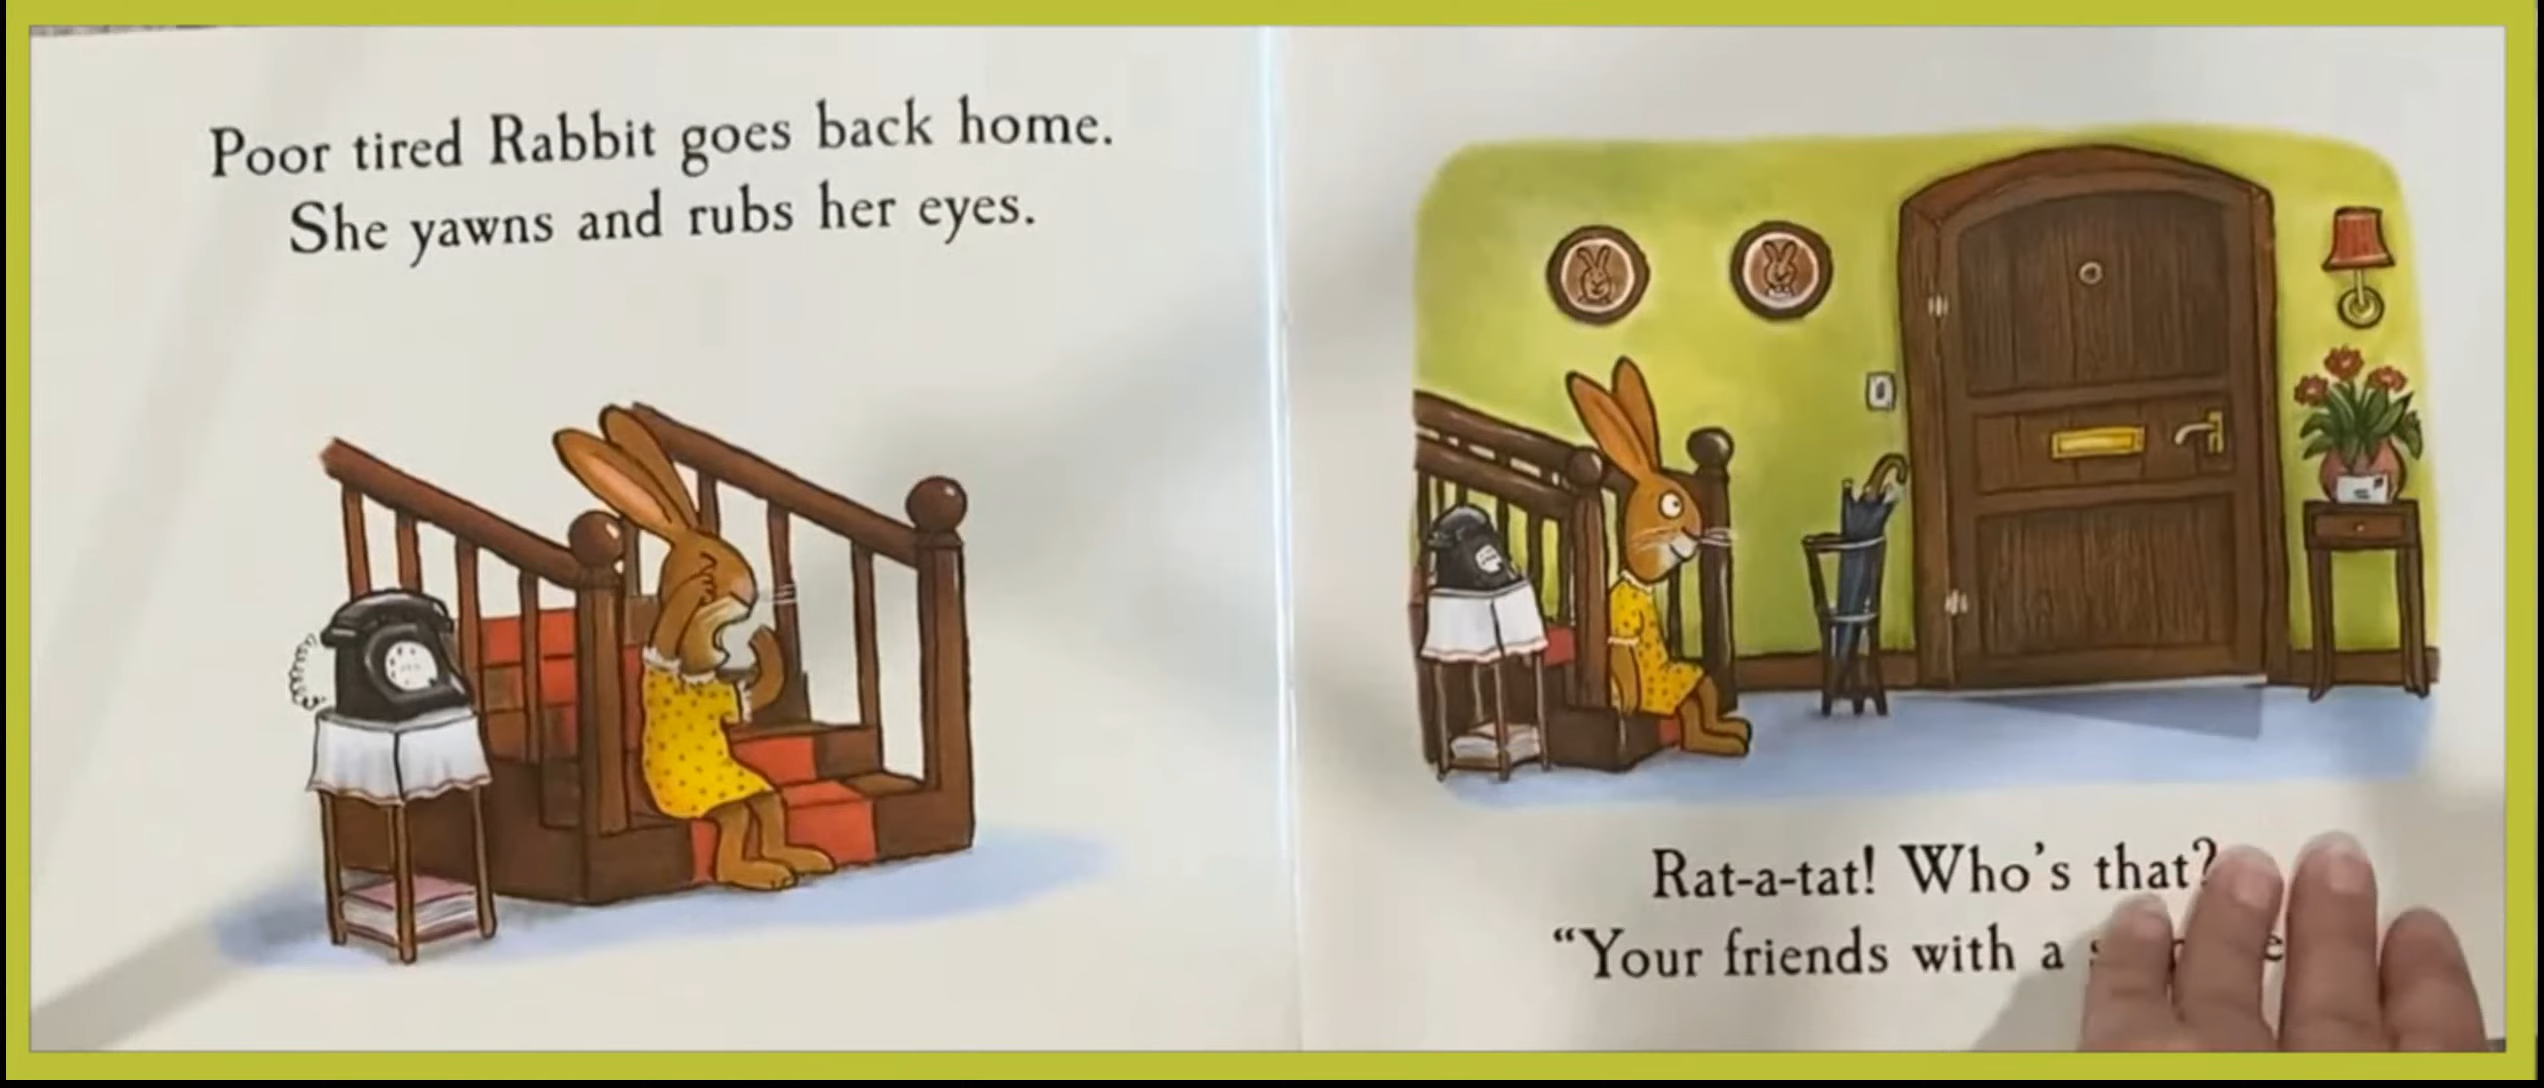 Poor tired Rabbit goes back home.
She yawns and rubs her eyes.
Rat-a-tat! Who's that?
"Your friends with a